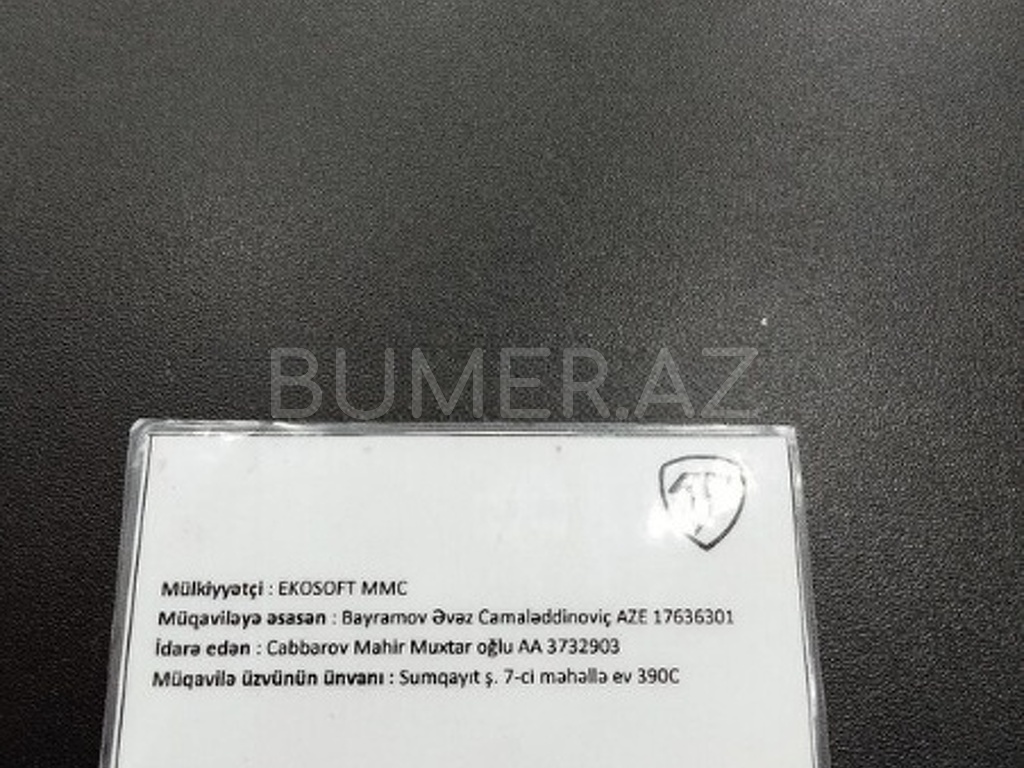 BUMER.AZ
Mülkiyyətçi : EKOSOFT MMC
Müqaviləyə əsasən : Bayramov Əvəz Camaləddinoviç AZE 17636301
İdarə edən : Cabbarov Mahir Muxtar oğlu AA 3732903
Müqavilə üzvünün ünvanı : Sumqayıt ş. 7-ci məhəllə ev 390C